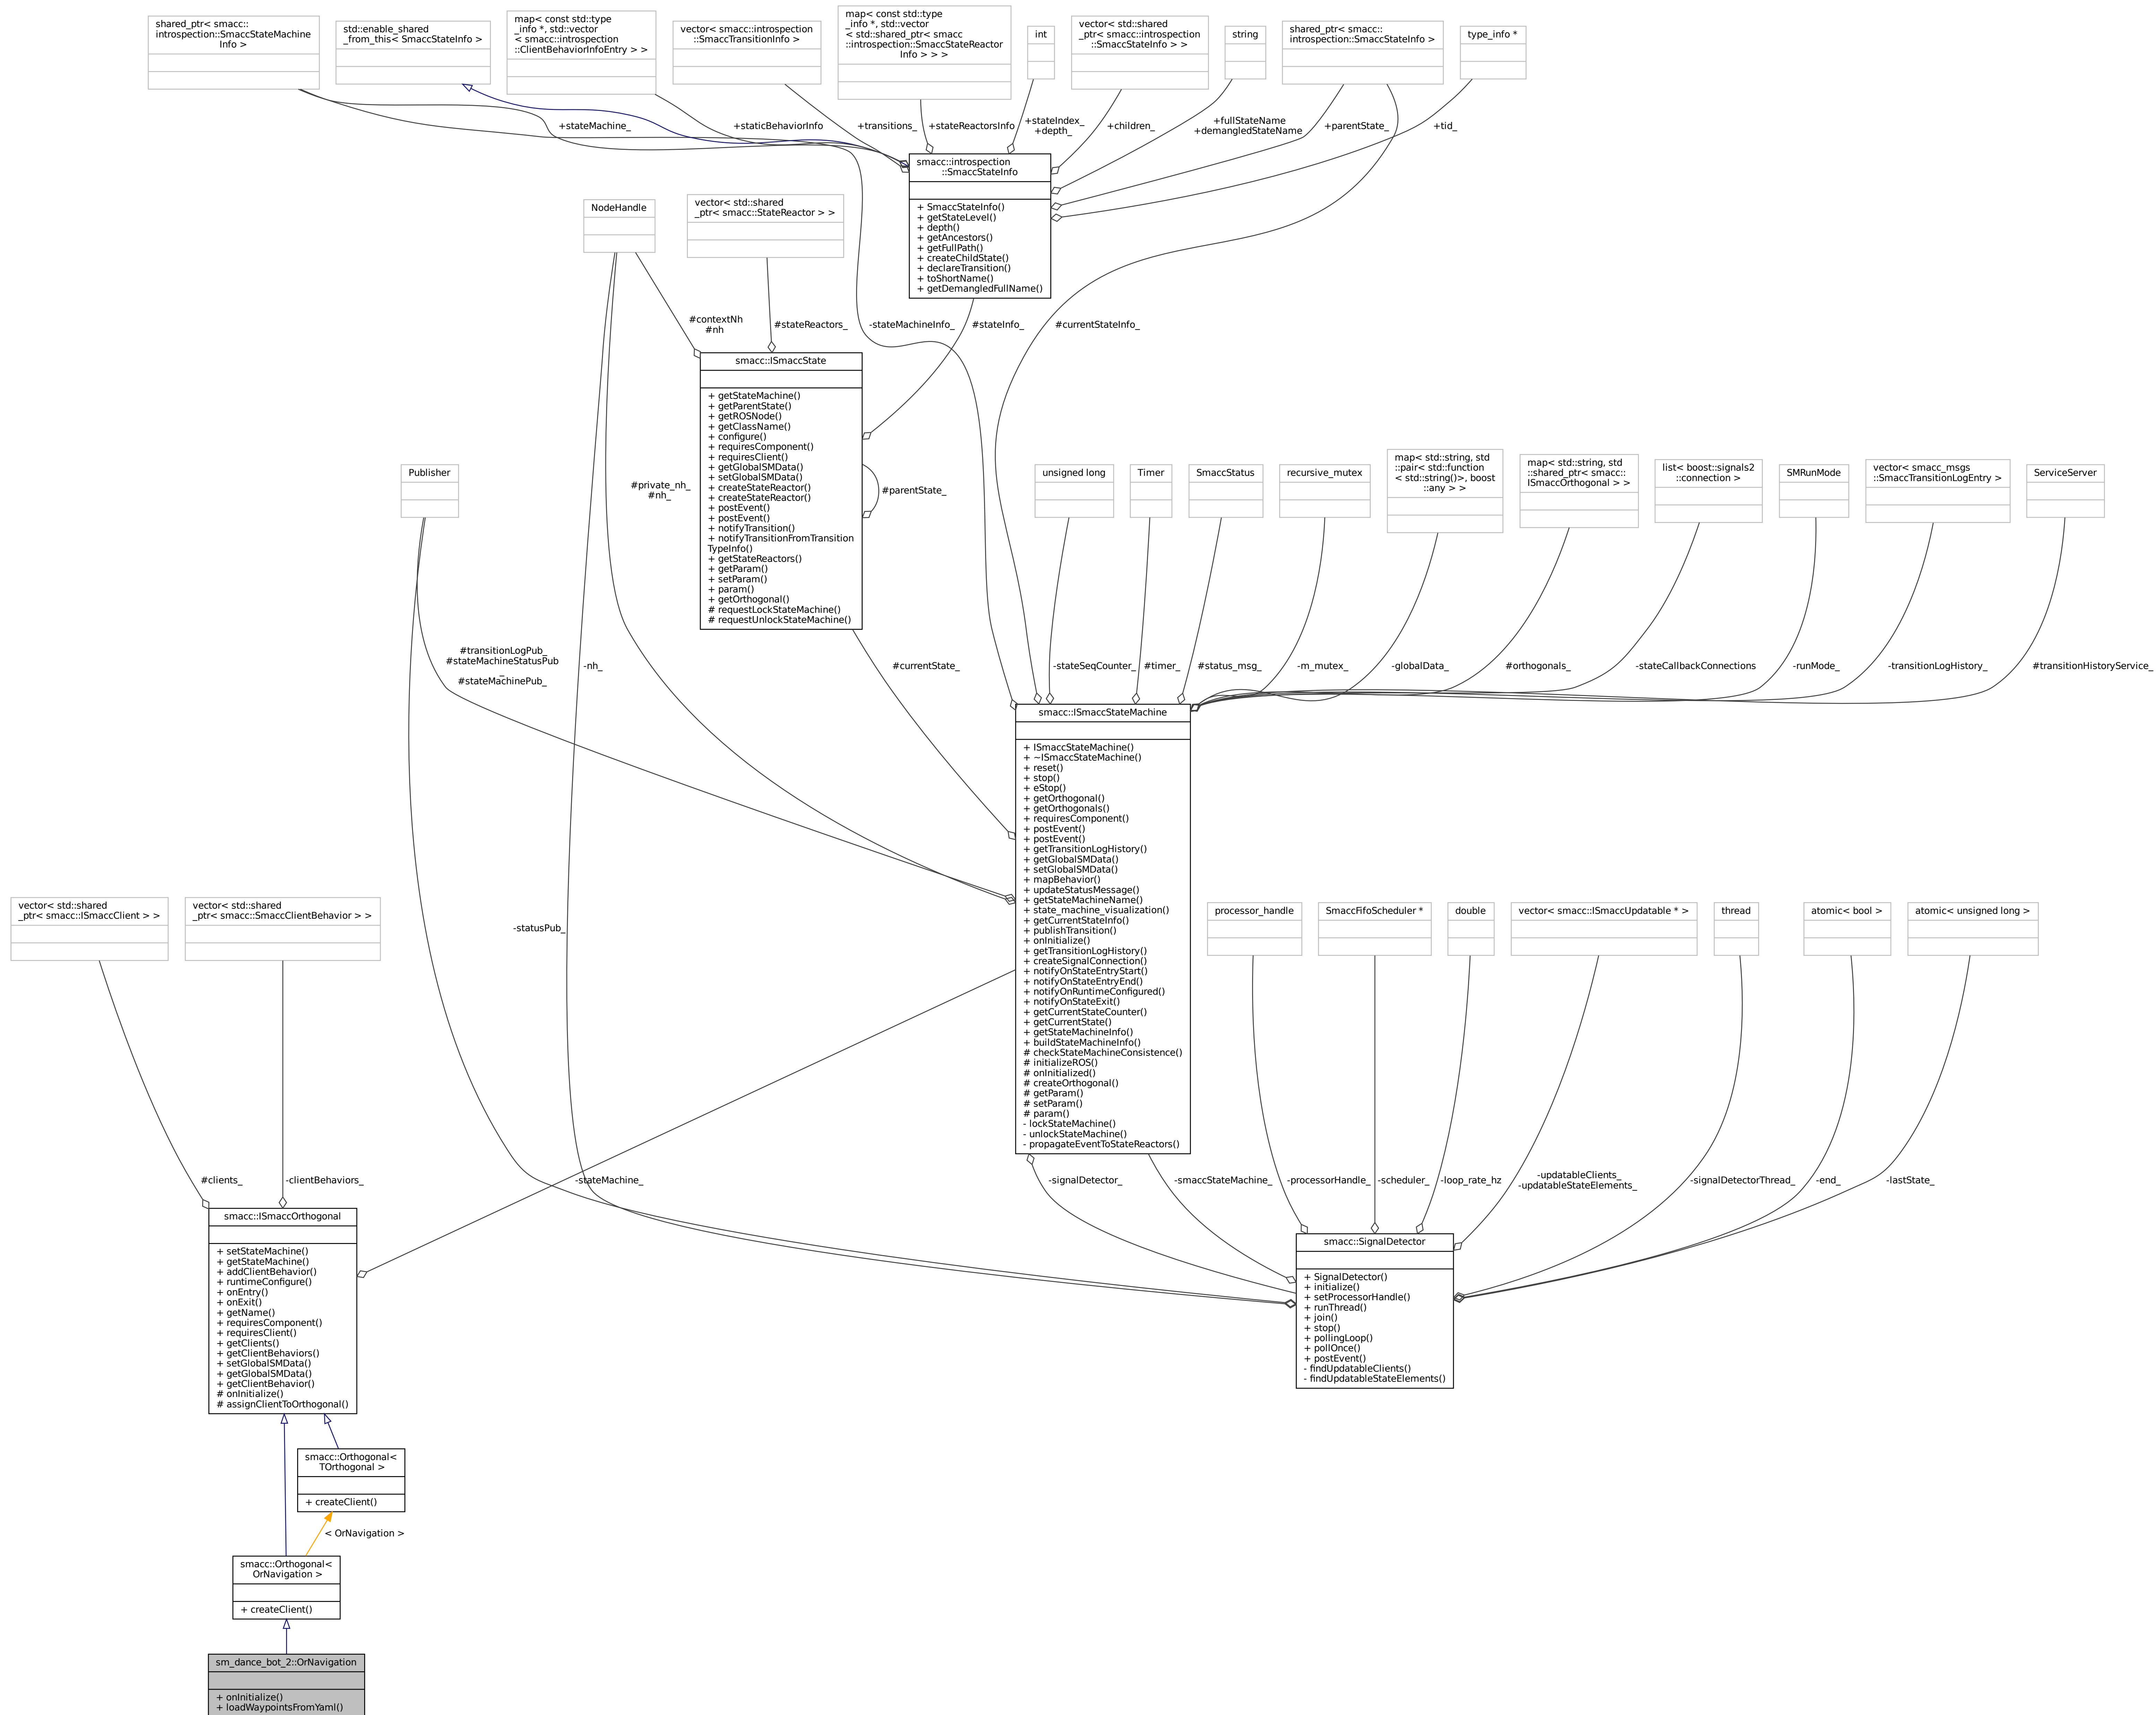 shared_ptr< smacc::
introspection::SmaccStateMachine
Info >
std::enable_shared
_from_this< SmaccStateInfo >
map< const std::type
_info *, std::vector
< smacc::introspection
::ClientBehaviorInfoEntry > >
vector< smacc::introspection
::SmaccTransitionInfo >
map< const std::type
_info *, std::vector
< std::shared_ptr< smacc
::introspection::SmaccStateReactor
Info > > >
int
vector< std::shared
_ptr< smacc::introspection
::SmaccStateInfo > >
string
shared_ptr< smacc::
introspection::SmaccStateInfo >
type_info *
+stateMachine_
+staticBehaviorInfo
+transitions_
+stateReactorsInfo
+stateIndex_
+depth_
+children_
+fullStateName
+demangledStateName
+parentState_
+tid_
smacc::introspection
::SmaccStateInfo
+ SmaccStateInfo()
+ getStateLevel()
+ depth()
+ getAncestors()
+ getFullPath()
+ createChildState()
+ declareTransition()
+ toShortName()
+ getDemangledFullName()
NodeHandle
vector< std::shared
_ptr< smacc::StateReactor > >
#contextNh
#nh
#stateReactors_
-stateMachineInfo_
#stateInfo_
#currentStateInfo_
smacc::ISmaccState
+ getStateMachine()
+ getParentState()
+ getROSNode()
+ getClassName()
+ configure()
+ requiresComponent()
+ requiresClient()
+ getGlobalSMData()
+ setGlobalSMData()
+ createStateReactor()
+ createStateReactor()
+ postEvent()
+ postEvent()
+ notifyTransition()
+ notifyTransitionFromTransition
TypeInfo()
+ getStateReactors()
+ getParam()
+ setParam()
+ param()
+ getOrthogonal()
# requestLockStateMachine()
# requestUnlockStateMachine()
#parentState_
Publisher
#private_nh_
#nh_
unsigned long
Timer
SmaccStatus
recursive_mutex
map< std::string, std
::pair< std::function
< std::string()>, boost
::any > >
map< std::string, std
::shared_ptr< smacc::
ISmaccOrthogonal > >
list< boost::signals2
::connection >
SMRunMode
vector< smacc_msgs
::SmaccTransitionLogEntry >
ServiceServer
#transitionLogPub_
#stateMachineStatusPub
_
#stateMachinePub_
-nh_
#currentState_
-stateSeqCounter_
#timer_
#status_msg_
-m_mutex_
-globalData_
#orthogonals_
-stateCallbackConnections
-runMode_
-transitionLogHistory_
#transitionHistoryService_
smacc::ISmaccStateMachine
+ ISmaccStateMachine()
+ ~ISmaccStateMachine()
+ reset()
+ stop()
+ eStop()
+ getOrthogonal()
+ getOrthogonals()
+ requiresComponent()
+ postEvent()
+ postEvent()
+ getTransitionLogHistory()
+ getGlobalSMData()
+ setGlobalSMData()
+ mapBehavior()
+ updateStatusMessage()
+ getStateMachineName()
+ state_machine_visualization()
+ getCurrentStateInfo()
+ publishTransition()
+ onInitialize()
+ getTransitionLogHistory()
+ createSignalConnection()
+ notifyOnStateEntryStart()
+ notifyOnStateEntryEnd()
+ notifyOnRuntimeConfigured()
+ notifyOnStateExit()
+ getCurrentStateCounter()
+ getCurrentState()
+ getStateMachineInfo()
+ buildStateMachineInfo()
# checkStateMachineConsistence()
# initializeROS()
# onInitialized()
# createOrthogonal()
# getParam()
# setParam()
# param()
- lockStateMachine()
- unlockStateMachine()
- propagateEventToStateReactors()
vector< std::shared
_ptr< smacc::ISmaccClient > >
vector< std::shared
_ptr< smacc::SmaccClientBehavior > >
-statusPub_
processor_handle
SmaccFifoScheduler *
double
vector< smacc::ISmaccUpdatable * >
thread
atomic< bool >
atomic< unsigned long >
#clients_
-clientBehaviors_
-stateMachine_
-signalDetector_
-smaccStateMachine_
-processorHandle_
-scheduler_
-loop_rate_hz
-updatableClients_
-updatableStateElements_
-signalDetectorThread_
-end_
-lastState_
smacc::ISmaccOrthogonal
+ setStateMachine()
+ getStateMachine()
+ addClientBehavior()
+ runtimeConfigure()
+ onEntry()
+ onExit()
+ getName()
+ requiresComponent()
+ requiresClient()
+ getClients()
+ getClientBehaviors()
+ setGlobalSMData()
+ getGlobalSMData()
+ getClientBehavior()
# onInitialize()
# assignClientToOrthogonal()
smacc::SignalDetector
+ SignalDetector()
+ initialize()
+ setProcessorHandle()
+ runThread()
+ join()
+ stop()
+ pollingLoop()
+ pollOnce()
+ postEvent()
- findUpdatableClients()
- findUpdatableStateElements()
smacc::Orthogonal<
TOrthogonal >
+ createClient()
< OrNavigation >
smacc::Orthogonal<
OrNavigation >
+ createClient()
sm_dance_bot_2::OrNavigation
+ onInitialize()
+ loadWaypointsFromYaml()